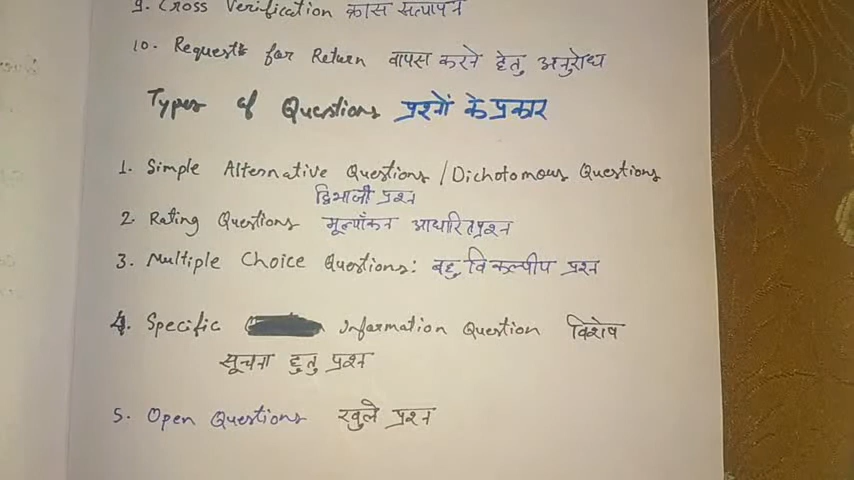 9. Cross Verification क्रास सत्यापन
10. Requests for Return वापस करने हेतु अनुरोध
Types of Questions प्रश्नों के प्रकार
1. Simple Alternative Questions / Dichotomous Questions
द्विभाजी प्रश्न
2. Rating Questions मूल्याँकन आधारित प्रश्न
3. Multiple Choice Questions: बहु विकल्पीय प्रश्न
4. Specific Information Question विशेष
सूचना हेतु प्रश्न
5. Open Questions खुले प्रश्न